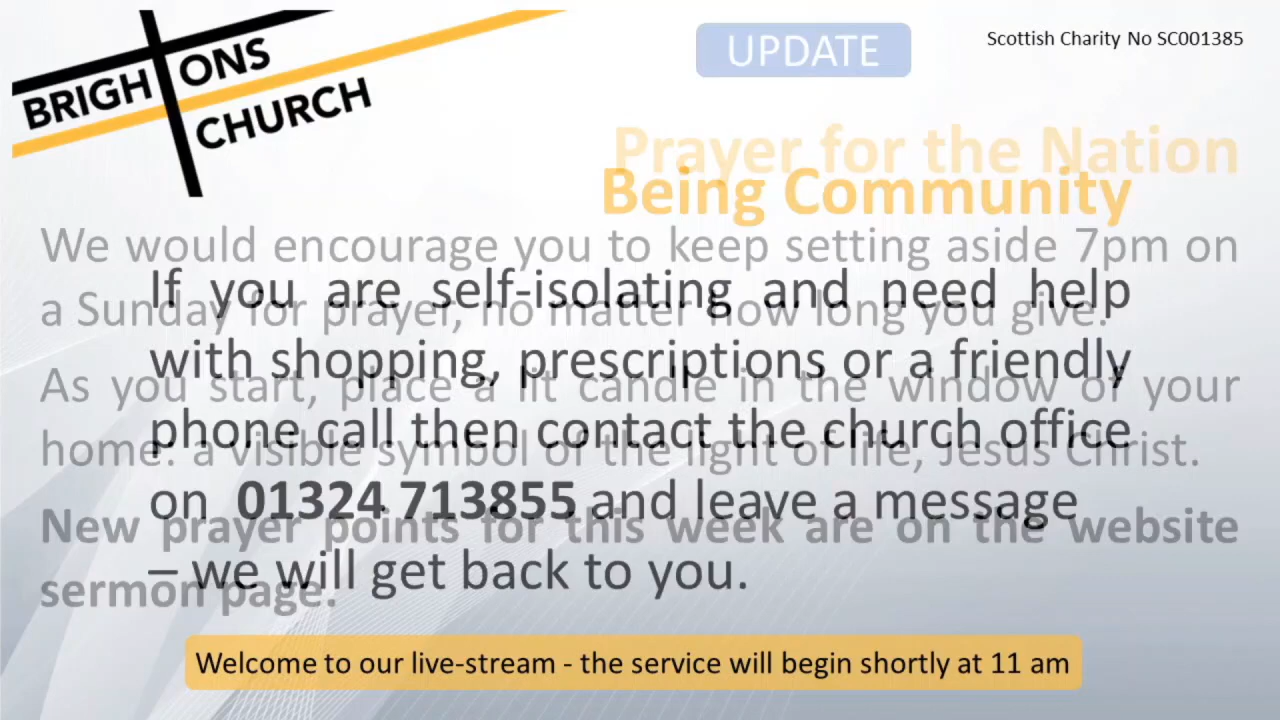 BRIGHTONS
CHURCH
UPDATE
Scottish Charity No SC001385
Prayer for the Nation
We would encourage you to keep setting aside 7pm on
a Sunday for prayer, no matter how long you give.
As you start, place a lit candle in the window of your
home: a visible symbol of the light of life, Jesus Christ.
New prayer points for this week are on the website
sermon page.
Being Community
If you are self-isolating and need help
with shopping, prescriptions or a friendly
phone call then contact the church office
on 01324 713855 and leave a message
– we will get back to you.
Welcome to our live-stream - the service will begin shortly at 11 am